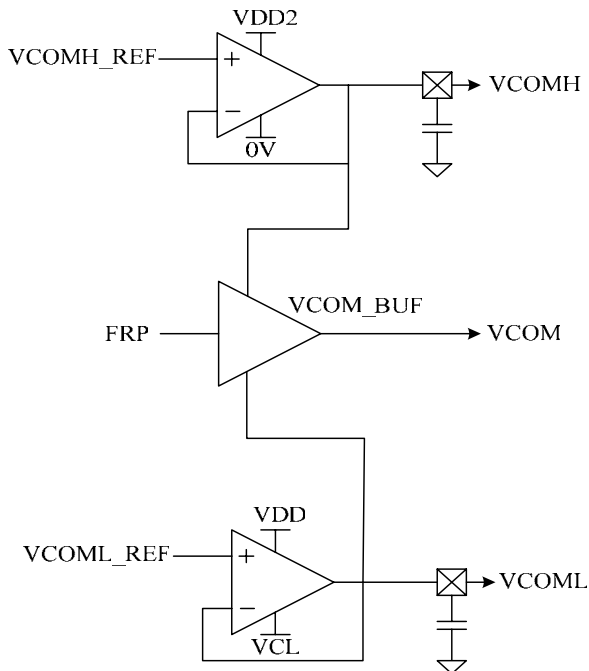 VDD2
VCOMH_REF
+
−
0V
VCOMH
VCOM_BUF
FRP
VCOM
VDD
VCOML_REF
+
−
VCL
VCOML